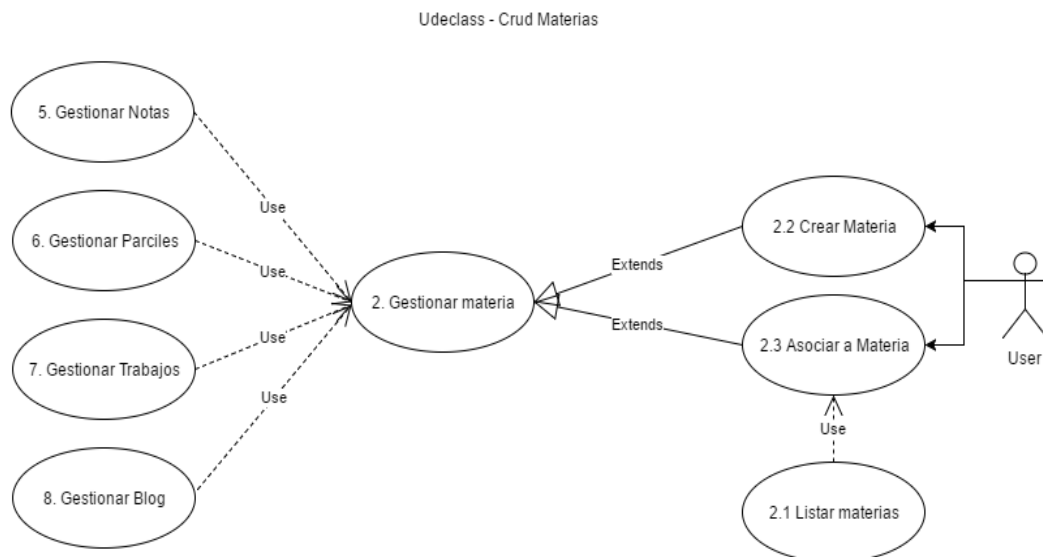 Udeclass - Crud Materias
5. Gestionar Notas
Use
6. Gestionar Parciles
Use
2. Gestionar materia
7. Gestionar Trabajos
Use
8. Gestionar Blog
Use
2.2 Crear Materia
Extends
2.3 Asociar a Materia
Extends
User
Use
2.1 Listar materias